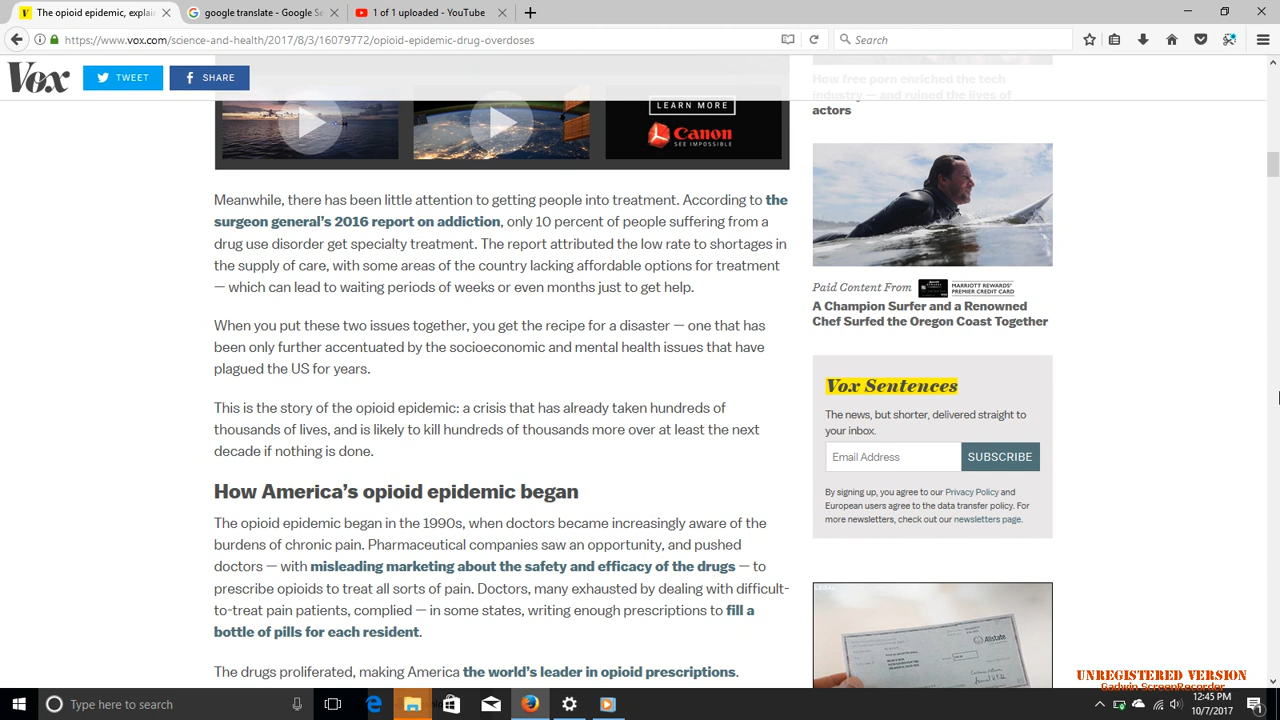 The opioid epidemic, explai
google translate - Google Se
1 of 1 uploaded - YouTube
https://www.vox.com/science-and-health/2017/8/3/16079772/opioid-epidemic-drug-overdoses
Search
Vox
TWEET
SHARE
How free porn enriched the tech
industry — and ruined the lives of
actors
LEARN MORE
Canon
SEE IMPOSSIBLE
Meanwhile, there has been little attention to getting people into treatment. According to the
surgeon general's 2016 report on addiction, only 10 percent of people suffering from a
drug use disorder get specialty treatment. The report attributed the low rate to shortages in
the supply of care, with some areas of the country lacking affordable options for treatment
— which can lead to waiting periods of weeks or even months just to get help.
When you put these two issues together, you get the recipe for a disaster — one that has
been only further accentuated by the socioeconomic and mental health issues that have
plagued the US for years.
This is the story of the opioid epidemic: a crisis that has already taken hundreds of
thousands of lives, and is likely to kill hundreds of thousands more over at least the next
decade if nothing is done.
How America's opioid epidemic began
The opioid epidemic began in the 1990s, when doctors became increasingly aware of the
burdens of chronic pain. Pharmaceutical companies saw an opportunity, and pushed
doctors — with misleading marketing about the safety and efficacy of the drugs — to
prescribe opioids to treat all sorts of pain. Doctors, many exhausted by dealing with difficult-
to-treat pain patients, complied — in some states, writing enough prescriptions to fill a
bottle of pills for each resident.
The drugs proliferated, making America the world's leader in opioid prescriptions.
Paid Content From
MARRIOTT REWARDS
PREMIER CREDIT CARD
A Champion Surfer and a Renowned
Chef Surfed the Oregon Coast Together
Vox Sentences
The news, but shorter, delivered straight to
your inbox.
Email Address
SUBSCRIBE
By signing up, you agree to our Privacy Policy and
European users agree to the data transfer policy. For
more newsletters, check out our newsletters page.
Allstate
UNREGISTERED VERSION
Gadwin ScreenRecorder
Type here to search
12:45 PM
10/7/2017